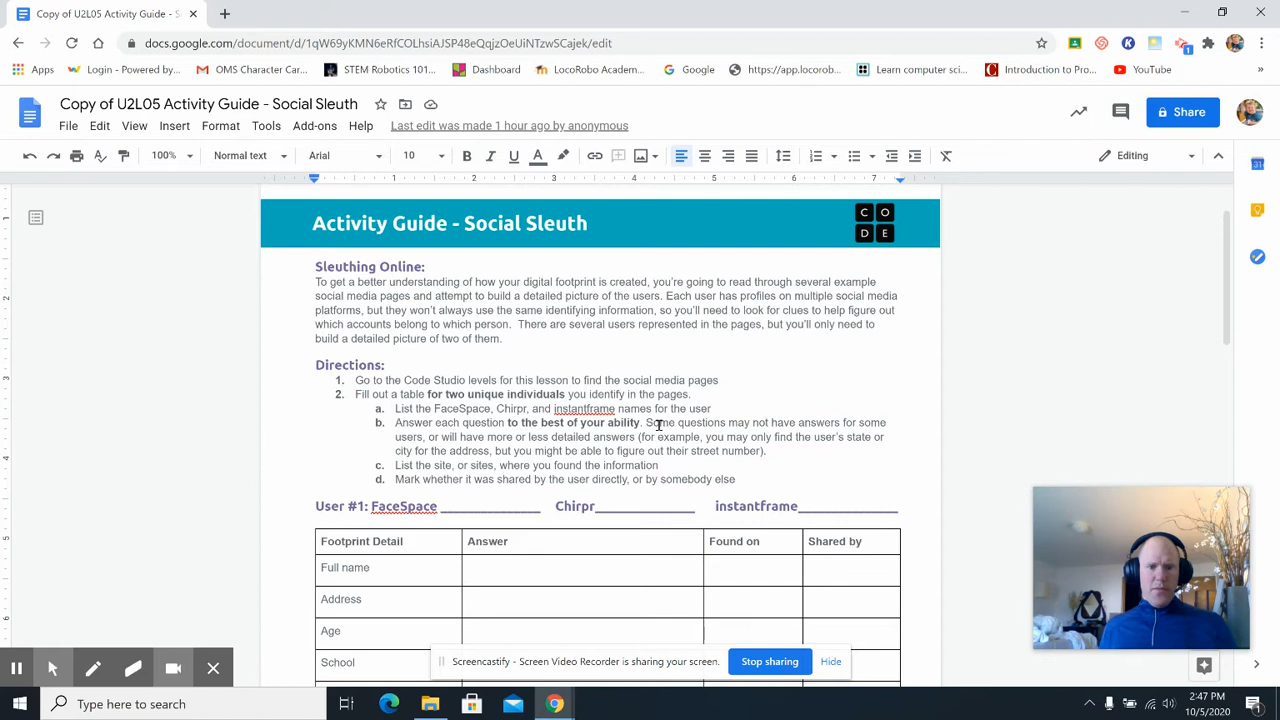 Copy of U2L05 Activity Guide - S
docs.google.com/document/d/1qW69yKMN6eRfCOLhsiAJSP48eQqjzOeUiNTzwSCajek/edit
1
Apps Login - Powered by... OMS Character Car... STEM Robotics 101... Dashboard LocoRobo Academ... Google https://app.locorob... Learn computer sci... Introduction to Pro... YouTube »
Copy of U2L05 Activity Guide - Social Sleuth
Share
File Edit View Insert Format Tools Add-ons Help Last edit was made 1 hour ago by anonymous
100% Normal text Arial 10 B I U A Editing
1 2 3 4 5 6 7
Activity Guide - Social Sleuth
C O
D E
Sleuthing Online:
To get a better understanding of how your digital footprint is created, you're going to read through several example
social media pages and attempt to build a detailed picture of the users. Each user has profiles on multiple social media
platforms, but they won't always use the same identifying information, so you'll need to look for clues to help figure out
which accounts belong to which person. There are several users represented in the pages, but you'll only need to
build a detailed picture of two of them.
Directions:
1. Go to the Code Studio levels for this lesson to find the social media pages
2. Fill out a table for two unique individuals you identify in the pages.
a. List the FaceSpace, Chirpr, and instantframe names for the user
b. Answer each question to the best of your ability. Some questions may not have answers for some
users, or will have more or less detailed answers (for example, you may only find the user's state or
city for the address, but you might be able to figure out their street number).
c. List the site, or sites, where you found the information
d. Mark whether it was shared by the user directly, or by somebody else
User #1: FaceSpace _______________ Chirpr_______________ instantframe_______________
Footprint Detail Answer Found on Shared by
Full name
Address
Age
School
Screencastify - Screen Video Recorder is sharing your screen. Stop sharing Hide
Type here to search
2:47 PM
10/5/2020
1